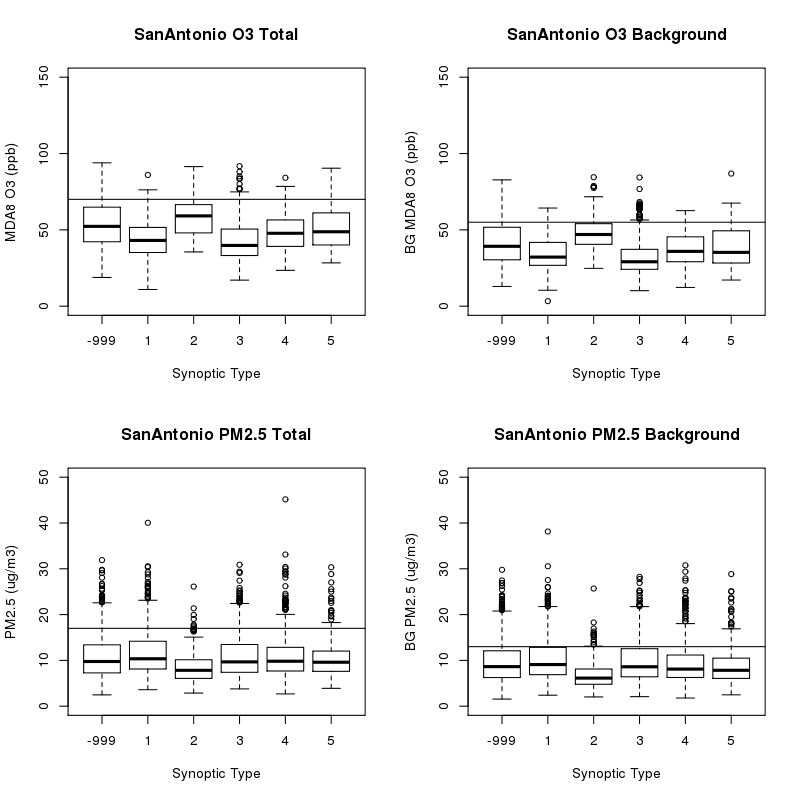 SanAntonio O3 Total
MDA8 O3 (ppb)
150
100
50
0
-999 1 2 3 4 5
Synoptic Type
SanAntonio O3 Background
BG MDA8 O3 (ppb)
150
100
50
0
-999 1 2 3 4 5
Synoptic Type
SanAntonio PM2.5 Total
PM2.5 (ug/m3)
50
40
30
20
10
0
-999 1 2 3 4 5
Synoptic Type
SanAntonio PM2.5 Background
BG PM2.5 (ug/m3)
50
40
30
20
10
0
-999 1 2 3 4 5
Synoptic Type